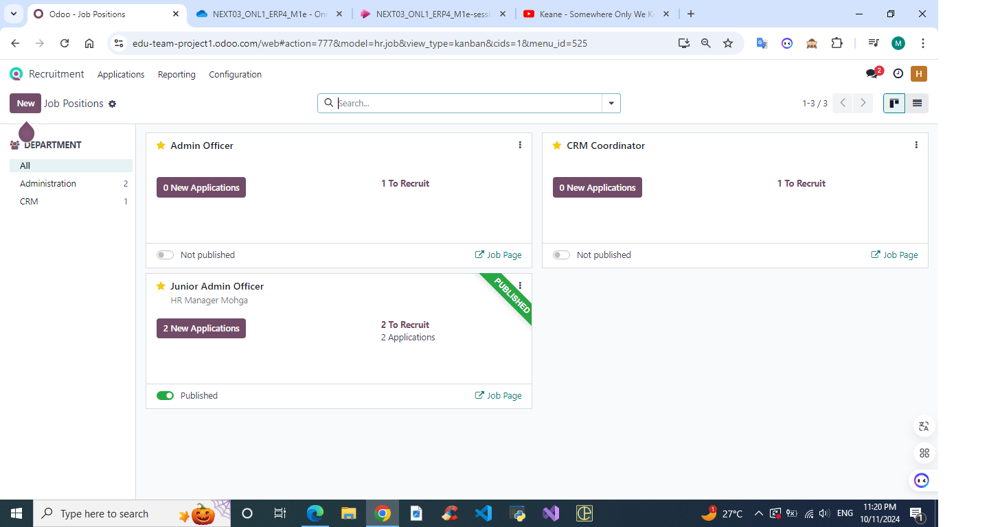 Odoo - Job Positions
NEXT03_ONL1_ERP4_M1e - One
NEXT03_ONL1_ERP4_M1e-sessi
Keane - Somewhere Only We K
edu-team-project1.odoo.com/web#action=777&model=hr.job&view_type=kanban&cids=1&menu_id=525
M
Recruitment Applications Reporting Configuration
2
H
New Job Positions
Search...
1-3 / 3
DEPARTMENT
All
Administration 2
CRM 1
Admin Officer
0 New Applications
1 To Recruit
Not published
Job Page
CRM Coordinator
0 New Applications
1 To Recruit
Not published
Job Page
Junior Admin Officer
HR Manager Mohga
PUBLISHED
2 New Applications
2 To Recruit
2 Applications
Published
Job Page
Type here to search
1
27°C
ENG
11:20 PM
10/11/2024
1